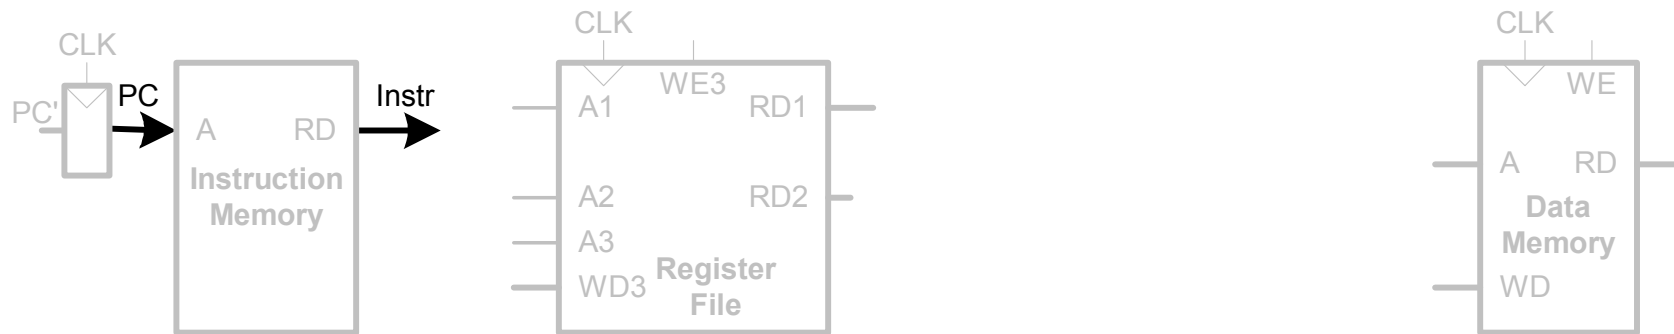 CLK
PC'
PC
A
RD
Instruction
Memory
Instr
CLK
WE3
A1
RD1
A2
RD2
A3
WD3
Register
File
CLK
WE
A
RD
Data
Memory
WD